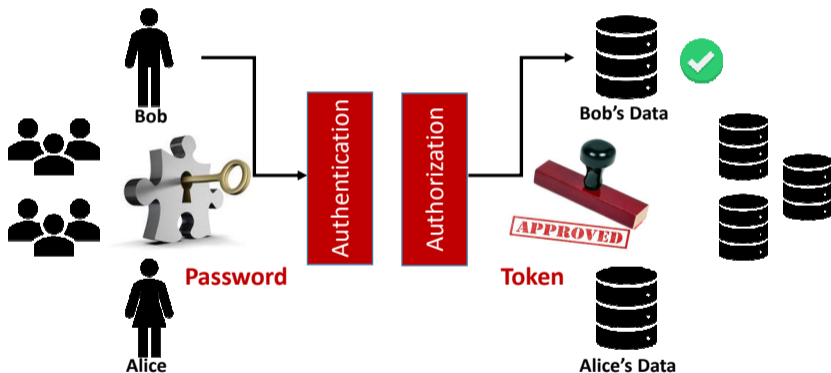 Bob
Authentication
Authorization
Bob's Data
APPROVED
Password
Token
Alice
Alice's Data